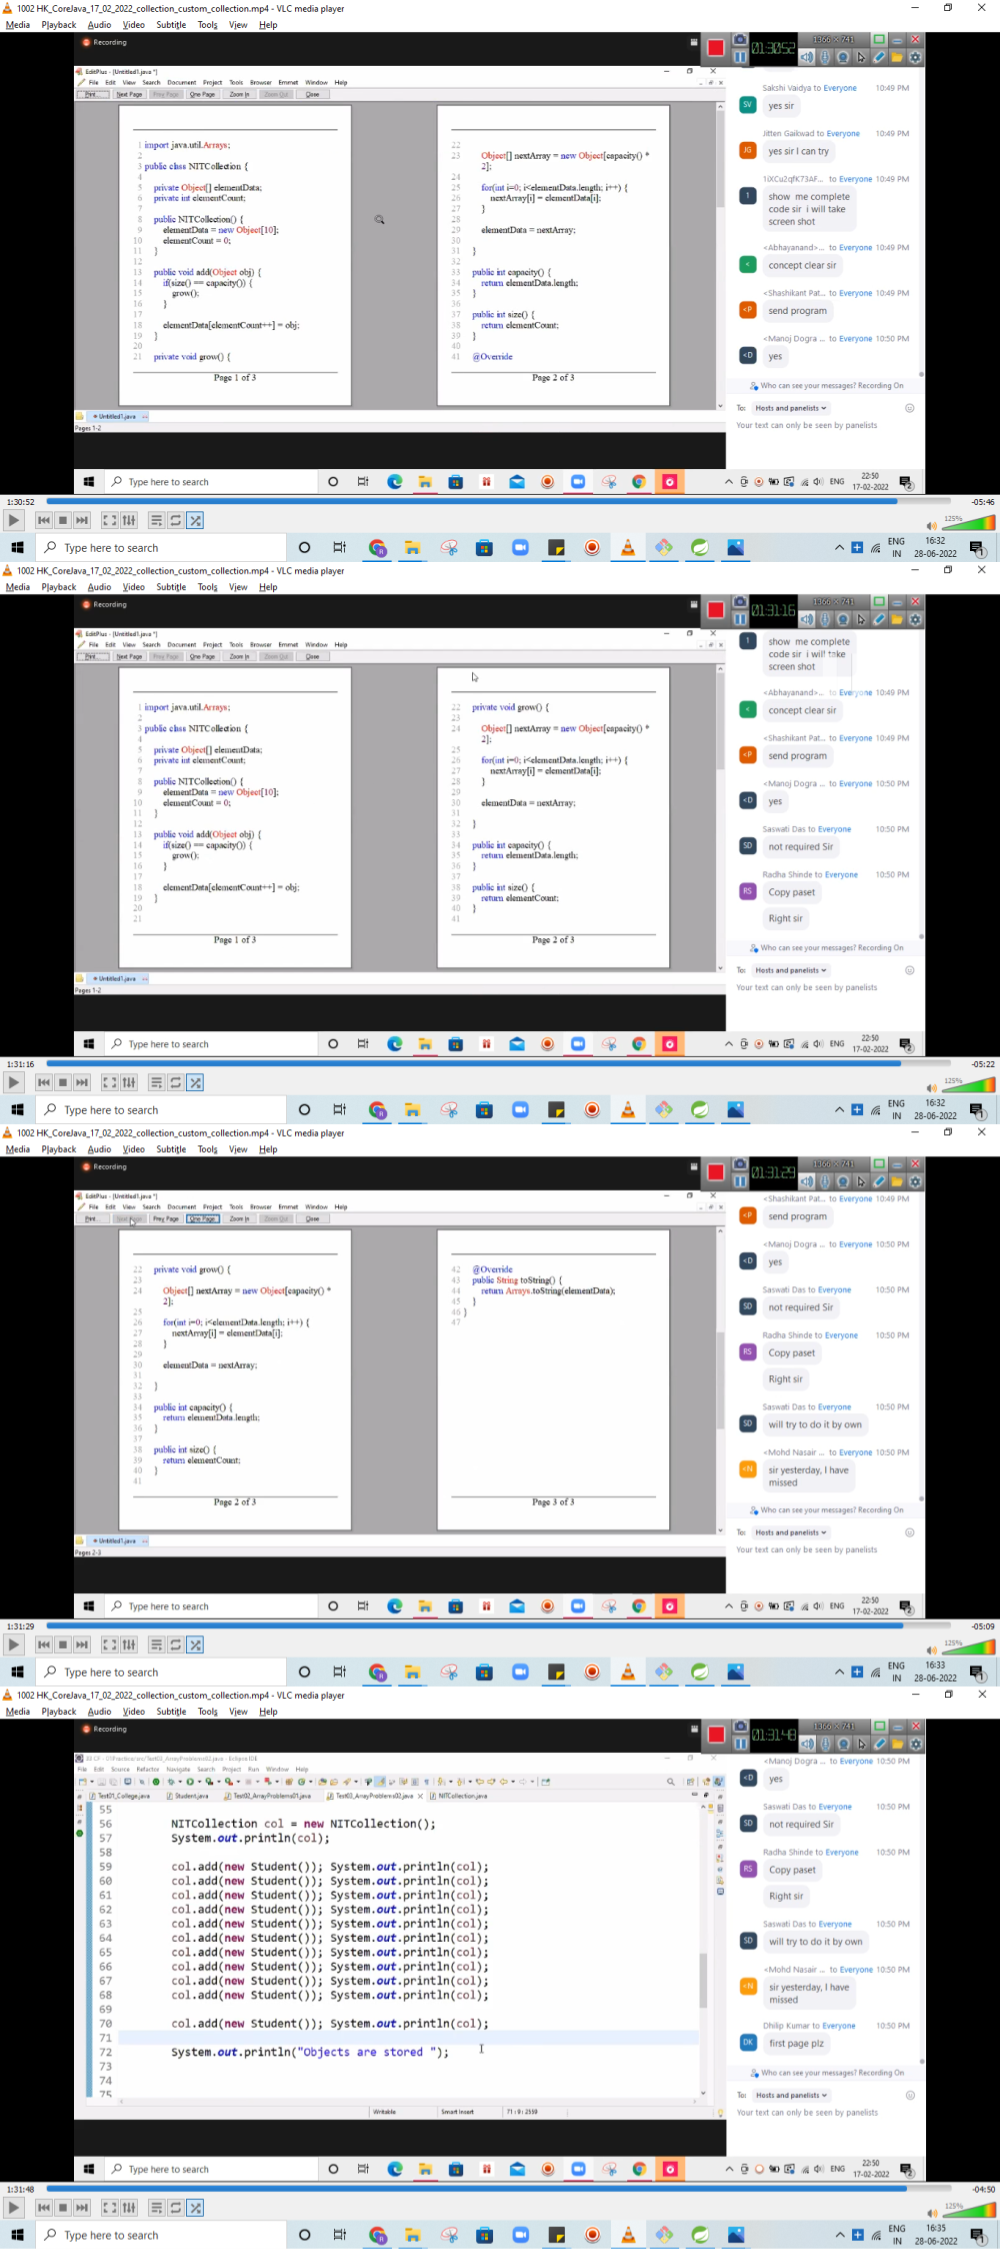 1002 HK_CoreJava_17_02_2022_collection_custom_collection.mp4 - VLC media player
Media Playback Audio Video Subtitle Tools View Help
Recording
01:30:52
1366 × 741
EditPlus - [Untitled1.java *]
File Edit View Search Document Project Tools Browser Emmet Window Help
Print... Next Page Prev Page One Page Zoom In Zoom Out Close
1 import java.util.Arrays;
2
3 public class NITCollection {
4
5 private Object[] elementData;
6 private int elementCount;
7
8 public NITCollection() {
9 elementData = new Object[10];
10 elementCount = 0;
11 }
12
13 public void add(Object obj) {
14 if(size() == capacity()) {
15 grow();
16 }
17
18 elementData[elementCount++] = obj;
19 }
20
21 private void grow() {
Page 1 of 3
22
23 Object[] nextArray = new Object[capacity() *
2];
24
25 for(int i=0; i<elementData.length; i++) {
26 nextArray[i] = elementData[i];
27 }
28
29 elementData = nextArray;
30
31 }
32
33 public int capacity() {
34 return elementData.length;
35 }
36
37 public int size() {
38 return elementCount;
39 }
40
41 @Override
Page 2 of 3
Untitled1.java
Pages 1-2
Sakshi Vaidya to Everyone 10:49 PM
SV yes sir
Jitten Gaikwad to Everyone 10:49 PM
JG yes sir I can try
1iXCu2qfK73AF... to Everyone 10:49 PM
1 show me complete
code sir i will take
screen shot
<Abhayanand>... to Everyone 10:49 PM
< concept clear sir
<Shashikant Pat... to Everyone 10:49 PM
<P send program
<Manoj Dogra ... to Everyone 10:50 PM
<D yes
Who can see your messages? Recording On
To: Hosts and panelists
Your text can only be seen by panelists
Type here to search
ENG
22:50
17-02-2022
2
1:30:52
-05:46
125%
Type here to search
ENG
IN
16:32
28-06-2022
1
1002 HK_CoreJava_17_02_2022_collection_custom_collection.mp4 - VLC media player
Media Playback Audio Video Subtitle Tools View Help
Recording
01:31:16
1366 × 741
EditPlus - [Untitled1.java *]
File Edit View Search Document Project Tools Browser Emmet Window Help
Print... Next Page Prev Page One Page Zoom In Zoom Out Close
1 import java.util.Arrays;
2
3 public class NITCollection {
4
5 private Object[] elementData;
6 private int elementCount;
7
8 public NITCollection() {
9 elementData = new Object[10];
10 elementCount = 0;
11 }
12
13 public void add(Object obj) {
14 if(size() == capacity()) {
15 grow();
16 }
17
18 elementData[elementCount++] = obj;
19 }
20
21
Page 1 of 3
22 private void grow() {
23
24 Object[] nextArray = new Object[capacity() *
2];
25
26 for(int i=0; i<elementData.length; i++) {
27 nextArray[i] = elementData[i];
28 }
29
30 elementData = nextArray;
31
32 }
33
34 public int capacity() {
35 return elementData.length;
36 }
37
38 public int size() {
39 return elementCount;
40 }
41
Page 2 of 3
Untitled1.java
Pages 1-2
1 show me complete
code sir i will take
screen shot
<Abhayanand>... to Everyone 10:49 PM
< concept clear sir
<Shashikant Pat... to Everyone 10:49 PM
<P send program
<Manoj Dogra ... to Everyone 10:50 PM
<D yes
Saswati Das to Everyone 10:50 PM
SD not required Sir
Radha Shinde to Everyone 10:50 PM
RS Copy paset
Right sir
Who can see your messages? Recording On
To: Hosts and panelists
Your text can only be seen by panelists
Type here to search
ENG
22:50
17-02-2022
2
1:31:16
-05:22
125%
Type here to search
ENG
IN
16:32
28-06-2022
1
1002 HK_CoreJava_17_02_2022_collection_custom_collection.mp4 - VLC media player
Media Playback Audio Video Subtitle Tools View Help
Recording
01:31:29
1366 × 741
EditPlus - [Untitled1.java *]
File Edit View Search Document Project Tools Browser Emmet Window Help
Print... Next Page Prev Page One Page Zoom In Zoom Out Close
22 private void grow() {
23
24 Object[] nextArray = new Object[capacity() *
2];
25
26 for(int i=0; i<elementData.length; i++) {
27 nextArray[i] = elementData[i];
28 }
29
30 elementData = nextArray;
31
32 }
33
34 public int capacity() {
35 return elementData.length;
36 }
37
38 public int size() {
39 return elementCount;
40 }
41
Page 2 of 3
42 @Override
43 public String toString() {
44 return Arrays.toString(elementData);
45 }
46 }
47
Page 3 of 3
Untitled1.java
Pages 2-3
<Shashikant Pat... to Everyone 10:49 PM
<P send program
<Manoj Dogra ... to Everyone 10:50 PM
<D yes
Saswati Das to Everyone 10:50 PM
SD not required Sir
Radha Shinde to Everyone 10:50 PM
RS Copy paset
Right sir
Saswati Das to Everyone 10:50 PM
SD will try to do it by own
<Mohd Nasair ... to Everyone 10:50 PM
<N sir yesterday, I have
missed
Who can see your messages? Recording On
To: Hosts and panelists
Your text can only be seen by panelists
Type here to search
ENG
22:50
17-02-2022
2
1:31:29
-05:09
125%
Type here to search
ENG
IN
16:33
28-06-2022
1
1002 HK_CoreJava_17_02_2022_collection_custom_collection.mp4 - VLC media player
Media Playback Audio Video Subtitle Tools View Help
Recording
01:31:48
1366 × 741
File Edit Source Refactor Navigate Search Project Run Window Help
Test01_College.java Student.java Test02_ArrayProblems01.java Test03_ArrayProblems02.java NITCollection.java
55
56 NITCollection col = new NITCollection();
57 System.out.println(col);
58
59 col.add(new Student()); System.out.println(col);
60 col.add(new Student()); System.out.println(col);
61 col.add(new Student()); System.out.println(col);
62 col.add(new Student()); System.out.println(col);
63 col.add(new Student()); System.out.println(col);
64 col.add(new Student()); System.out.println(col);
65 col.add(new Student()); System.out.println(col);
66 col.add(new Student()); System.out.println(col);
67 col.add(new Student()); System.out.println(col);
68 col.add(new Student()); System.out.println(col);
69
70 col.add(new Student()); System.out.println(col);
71
72 System.out.println("Objects are stored ");
73
74
75
Writable Smart Insert 71 : 9 : 2559
<Manoj Dogra ... to Everyone 10:50 PM
<D yes
Saswati Das to Everyone 10:50 PM
SD not required Sir
Radha Shinde to Everyone 10:50 PM
RS Copy paset
Right sir
Saswati Das to Everyone 10:50 PM
SD will try to do it by own
<Mohd Nasair ... to Everyone 10:50 PM
<N sir yesterday, I have
missed
Dhilip Kumar to Everyone 10:50 PM
DK first page plz
Who can see your messages? Recording On
To: Hosts and panelists
Your text can only be seen by panelists
Type here to search
ENG
22:50
17-02-2022
2
1:31:48
-04:50
125%
Type here to search
ENG
IN
16:35
28-06-2022
1